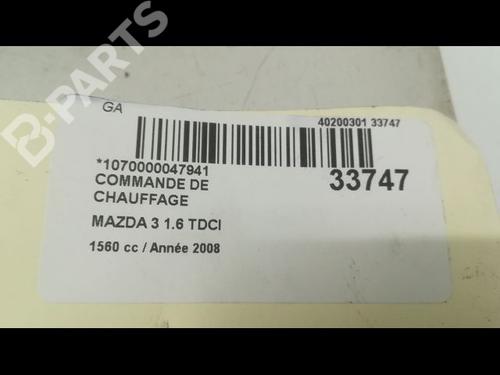 B-PARTS
GA
40200301 33747
*1070000047941
33747
COMMANDE DE
CHAUFFAGE
MAZDA 3 1.6 TDCI
1560 cc / Année 2008